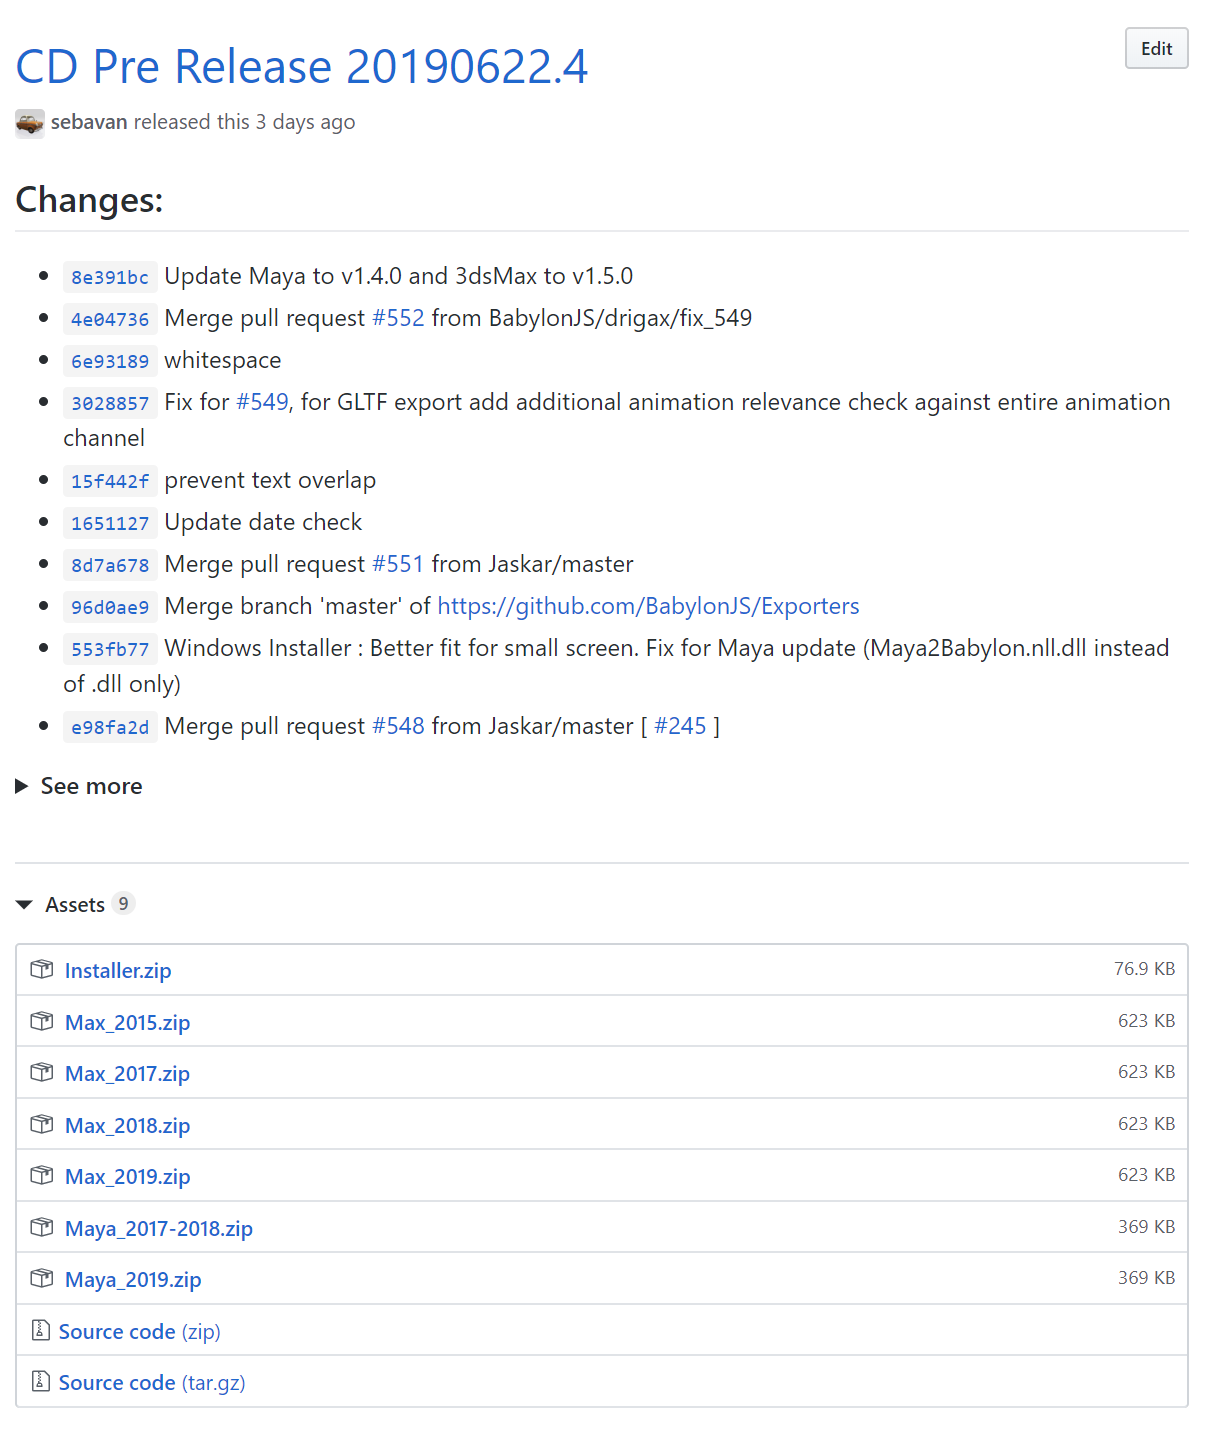 CD Pre Release 20190622.4
Edit
sebavan released this 3 days ago
Changes:
8e391bc Update Maya to v1.4.0 and 3dsMax to v1.5.0
4e04736 Merge pull request #552 from BabylonJS/drigax/fix_549
6e93189 whitespace
3028857 Fix for #549, for GLTF export add additional animation relevance check against entire animation
channel
15f442f prevent text overlap
1651127 Update date check
8d7a678 Merge pull request #551 from Jaskar/master
96d0ae9 Merge branch 'master' of https://github.com/BabylonJS/Exporters
553fb77 Windows Installer : Better fit for small screen. Fix for Maya update (Maya2Babylon.nll.dll instead
of .dll only)
e98fa2d Merge pull request #548 from Jaskar/master [ #245 ]
See more
Assets 9
Installer.zip 76.9 KB
Max_2015.zip 623 KB
Max_2017.zip 623 KB
Max_2018.zip 623 KB
Max_2019.zip 623 KB
Maya_2017-2018.zip 369 KB
Maya_2019.zip 369 KB
Source code (zip)
Source code (tar.gz)